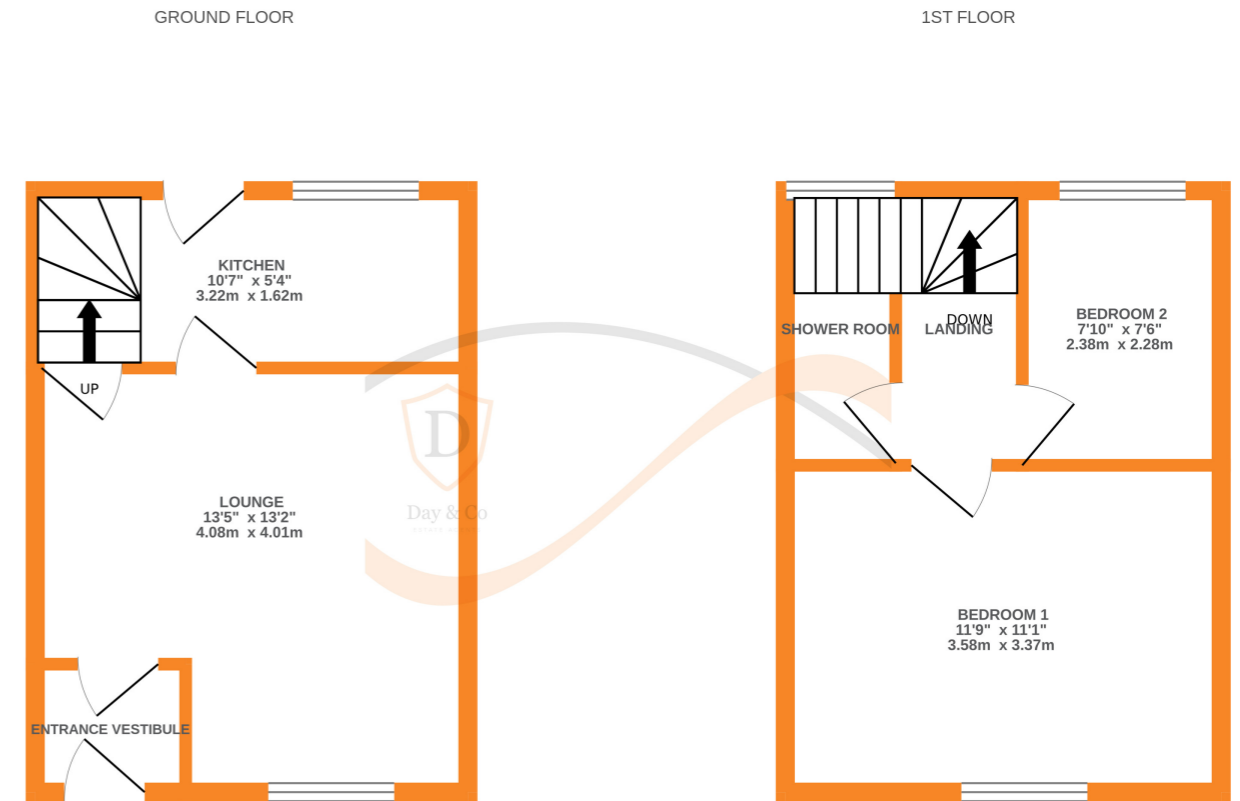 GROUND FLOOR
1ST FLOOR
KITCHEN
10'7" x 5'4"
3.22m x 1.62m
UP
LOUNGE
13'5" x 13'2"
4.08m x 4.01m
ENTRANCE VESTIBULE
D
Day & Co
SHOWER ROOM
DOWN
LANDING
BEDROOM 2
7'10" x 7'6"
2.38m x 2.28m
BEDROOM 1
11'9" x 11'1"
3.58m x 3.37m